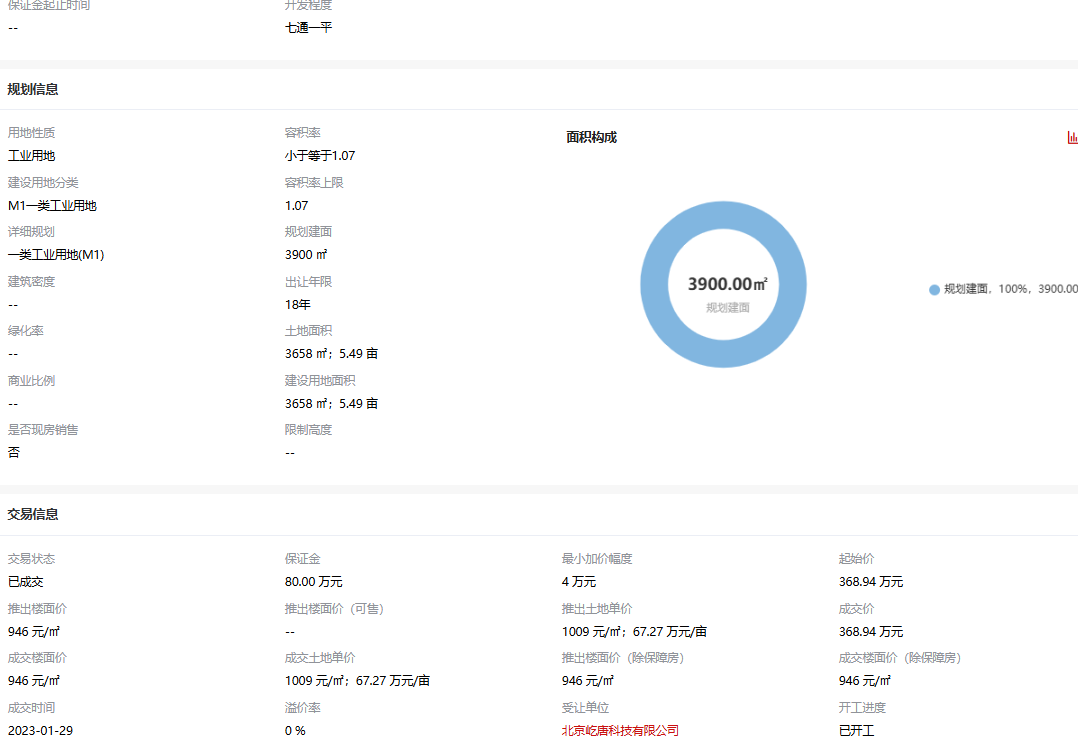 保证金起止时间 开发程度
-- 七通一平
规划信息
用地性质 容积率 面积构成
工业用地 小于等于1.07
建设用地分类 容积率上限
M1一类工业用地 1.07
详细规划 规划建面
一类工业用地(M1) 3900 ㎡
建筑密度 出让年限
-- 18年
绿化率 土地面积
-- 3658 ㎡; 5.49 亩
商业比例 建设用地面积
-- 3658 ㎡; 5.49 亩
是否现房销售 限制高度
否 --
3900.00㎡
规划建面
规划建面, 100%, 3900.00
交易信息
交易状态 保证金 最小加价幅度 起始价
已成交 80.00 万元 4 万元 368.94 万元
推出楼面价 推出楼面价（可售） 推出土地单价 成交价
946 元/㎡ -- 1009 元/㎡; 67.27 万元/亩 368.94 万元
成交楼面价 成交土地单价 推出楼面价（除保障房） 成交楼面价（除保障房）
946 元/㎡ 1009 元/㎡; 67.27 万元/亩 946 元/㎡ 946 元/㎡
成交时间 溢价率 受让单位 开工进度
2023-01-29 0 % 北京屹唐科技有限公司 已开工